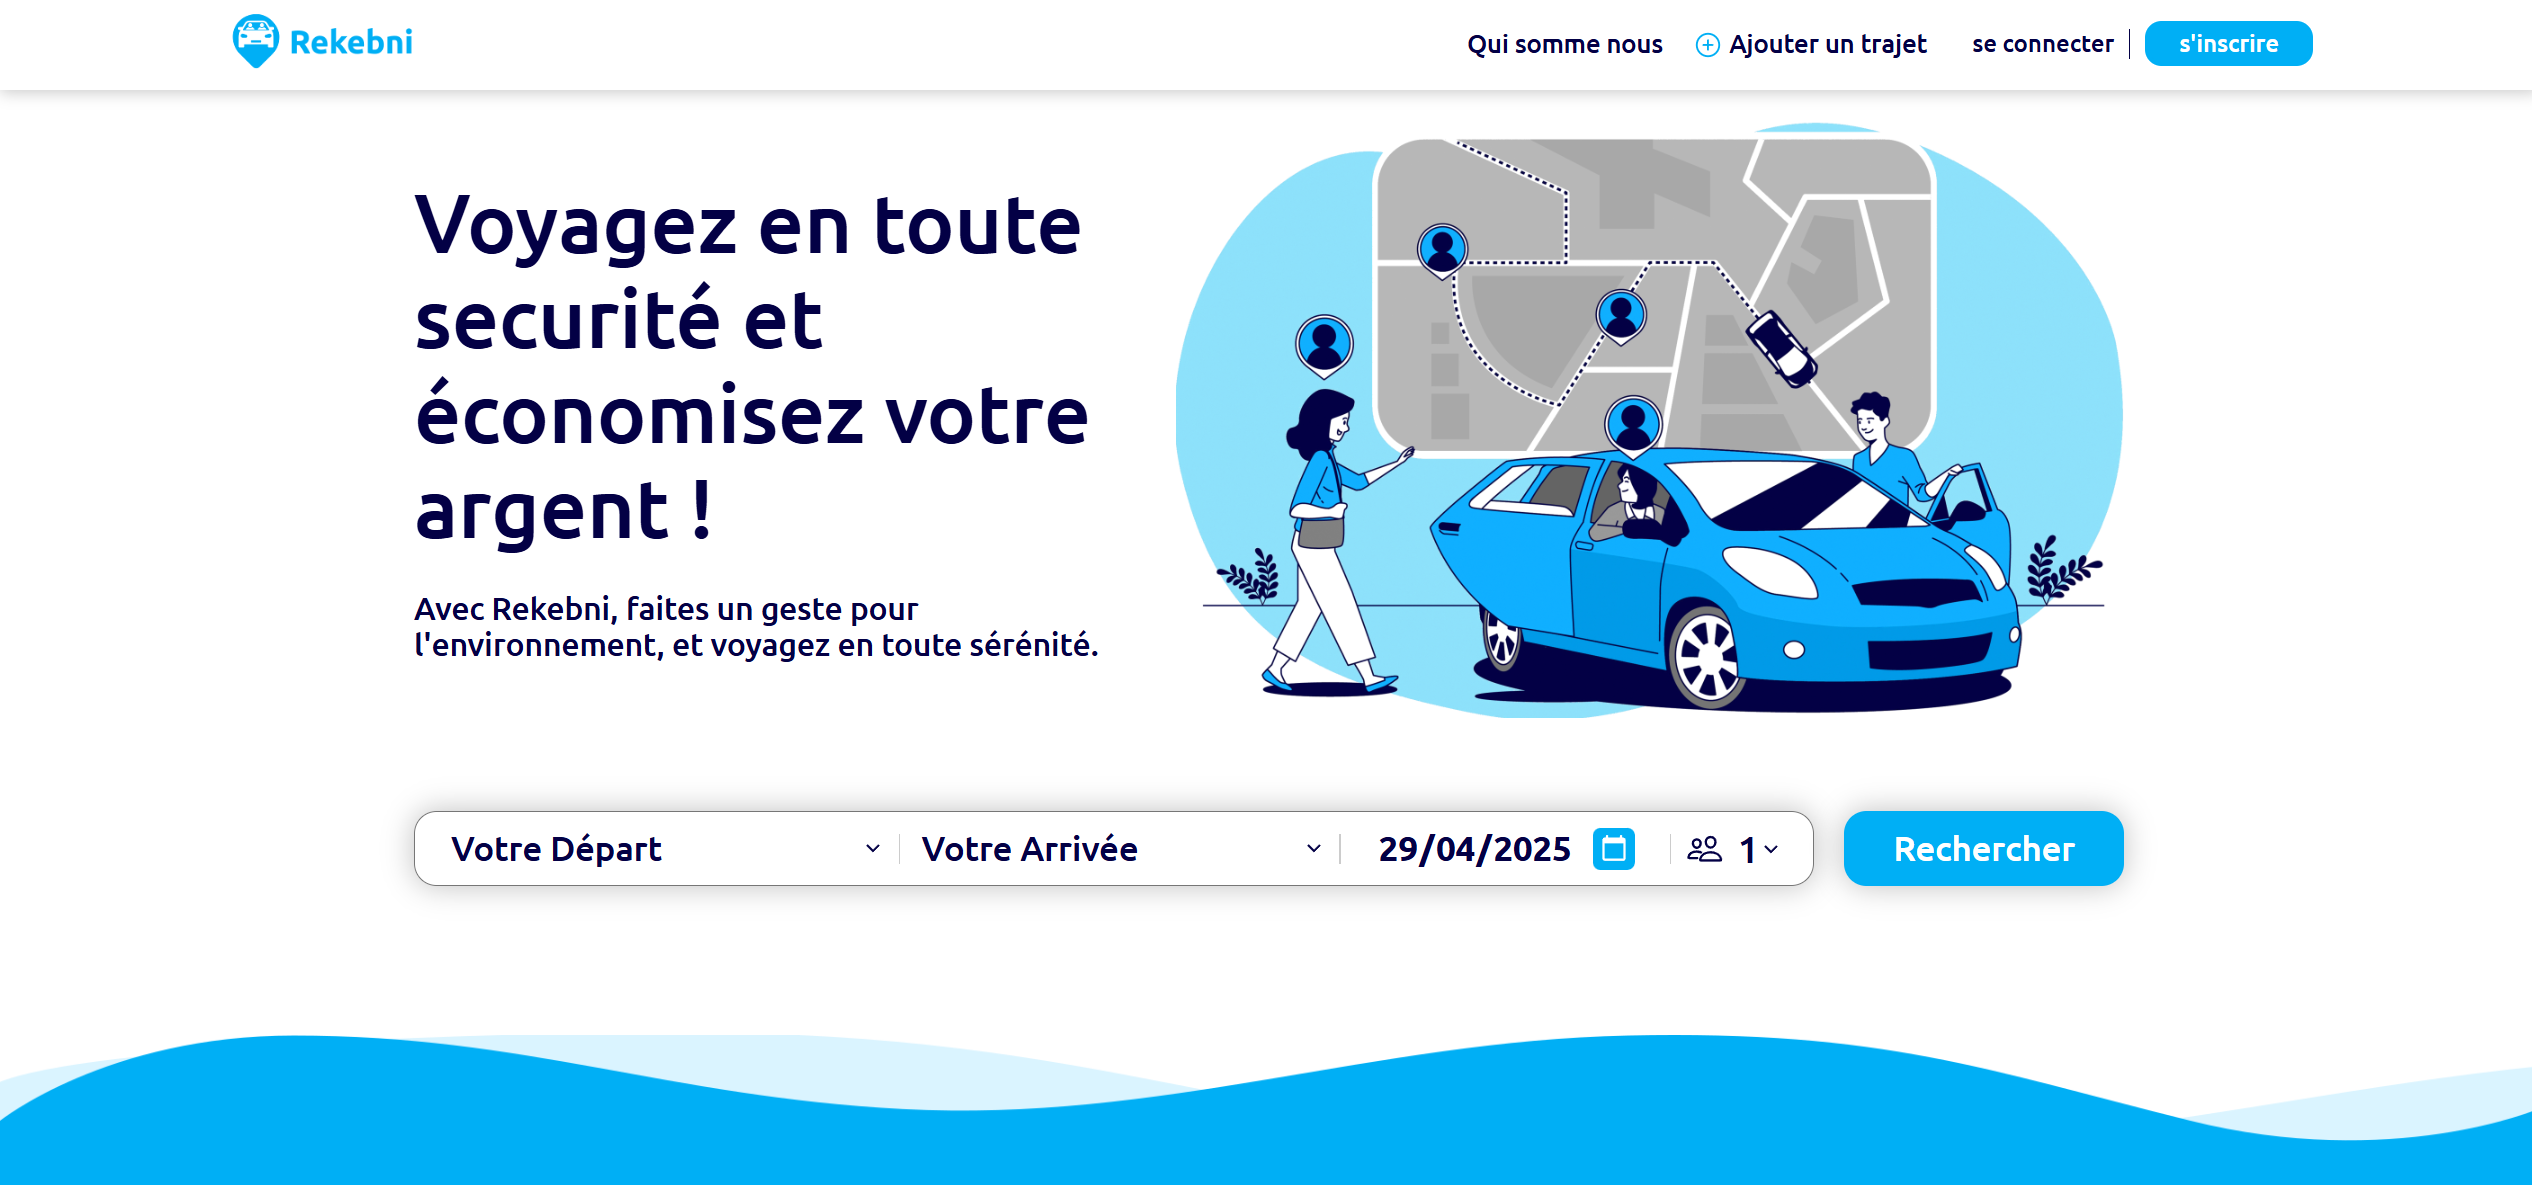 Rekebni
Qui somme nous
Ajouter un trajet
se connecter
s'inscrire
Voyagez en toute
securité et
économisez votre
argent !
Avec Rekebni, faites un geste pour
l'environnement, et voyagez en toute sérénité.
Votre Départ
Votre Arrivée
29/04/2025
1
Rechercher